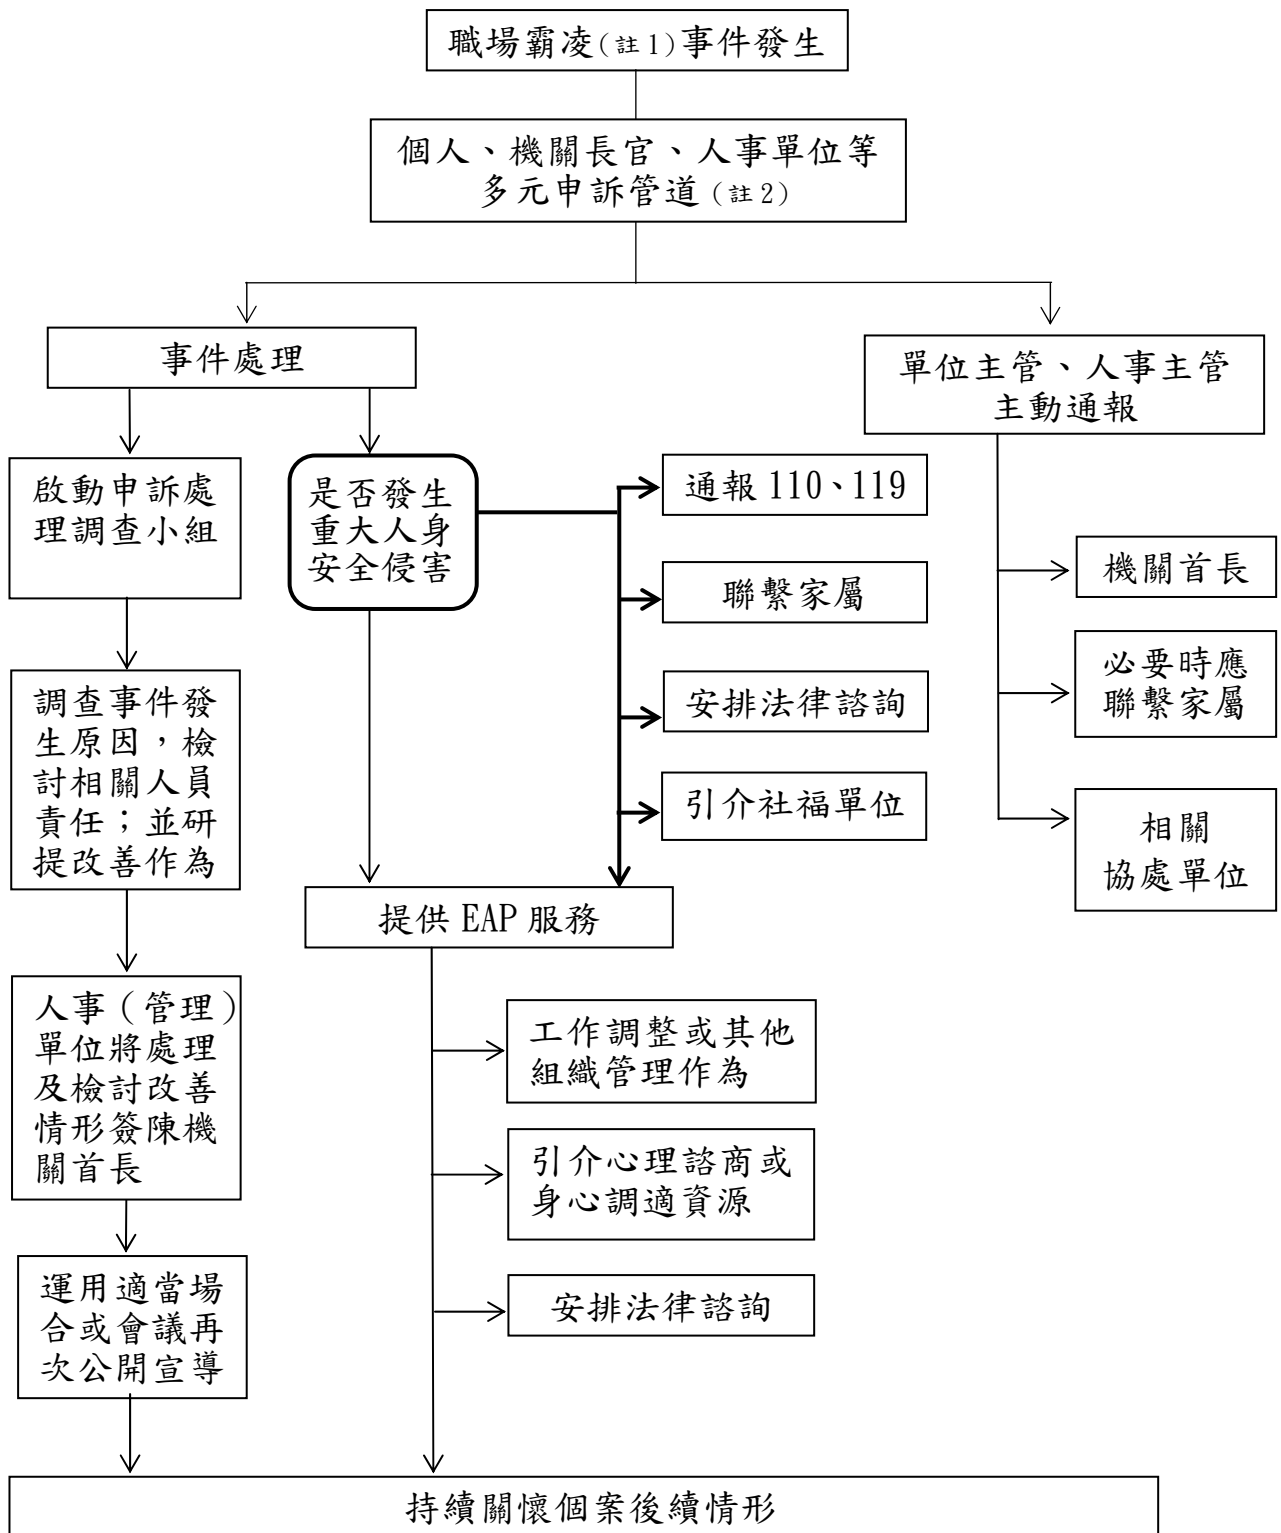 職場霸凌(註1)事件發生
個人、機關長官、人事單位等
多元申訴管道(註2)
事件處理
單位主管、人事主管
主動通報
啟動申訴處
理調查小組
是否發生
重大人身
安全侵害
通報 110、119
聯繫家屬
安排法律諮詢
引介社福單位
機關首長
必要時應
聯繫家屬
相關
協處單位
調查事件發
生原因，檢
討相關人員
責任；並研
提改善作為
提供 EAP 服務
人事（管理）
單位將處理
及檢討改善
情形簽陳機
關首長
工作調整或其他
組織管理作為
引介心理諮商或
身心調適資源
安排法律諮詢
運用適當場
合或會議再
次公開宣導
持續關懷個案後續情形